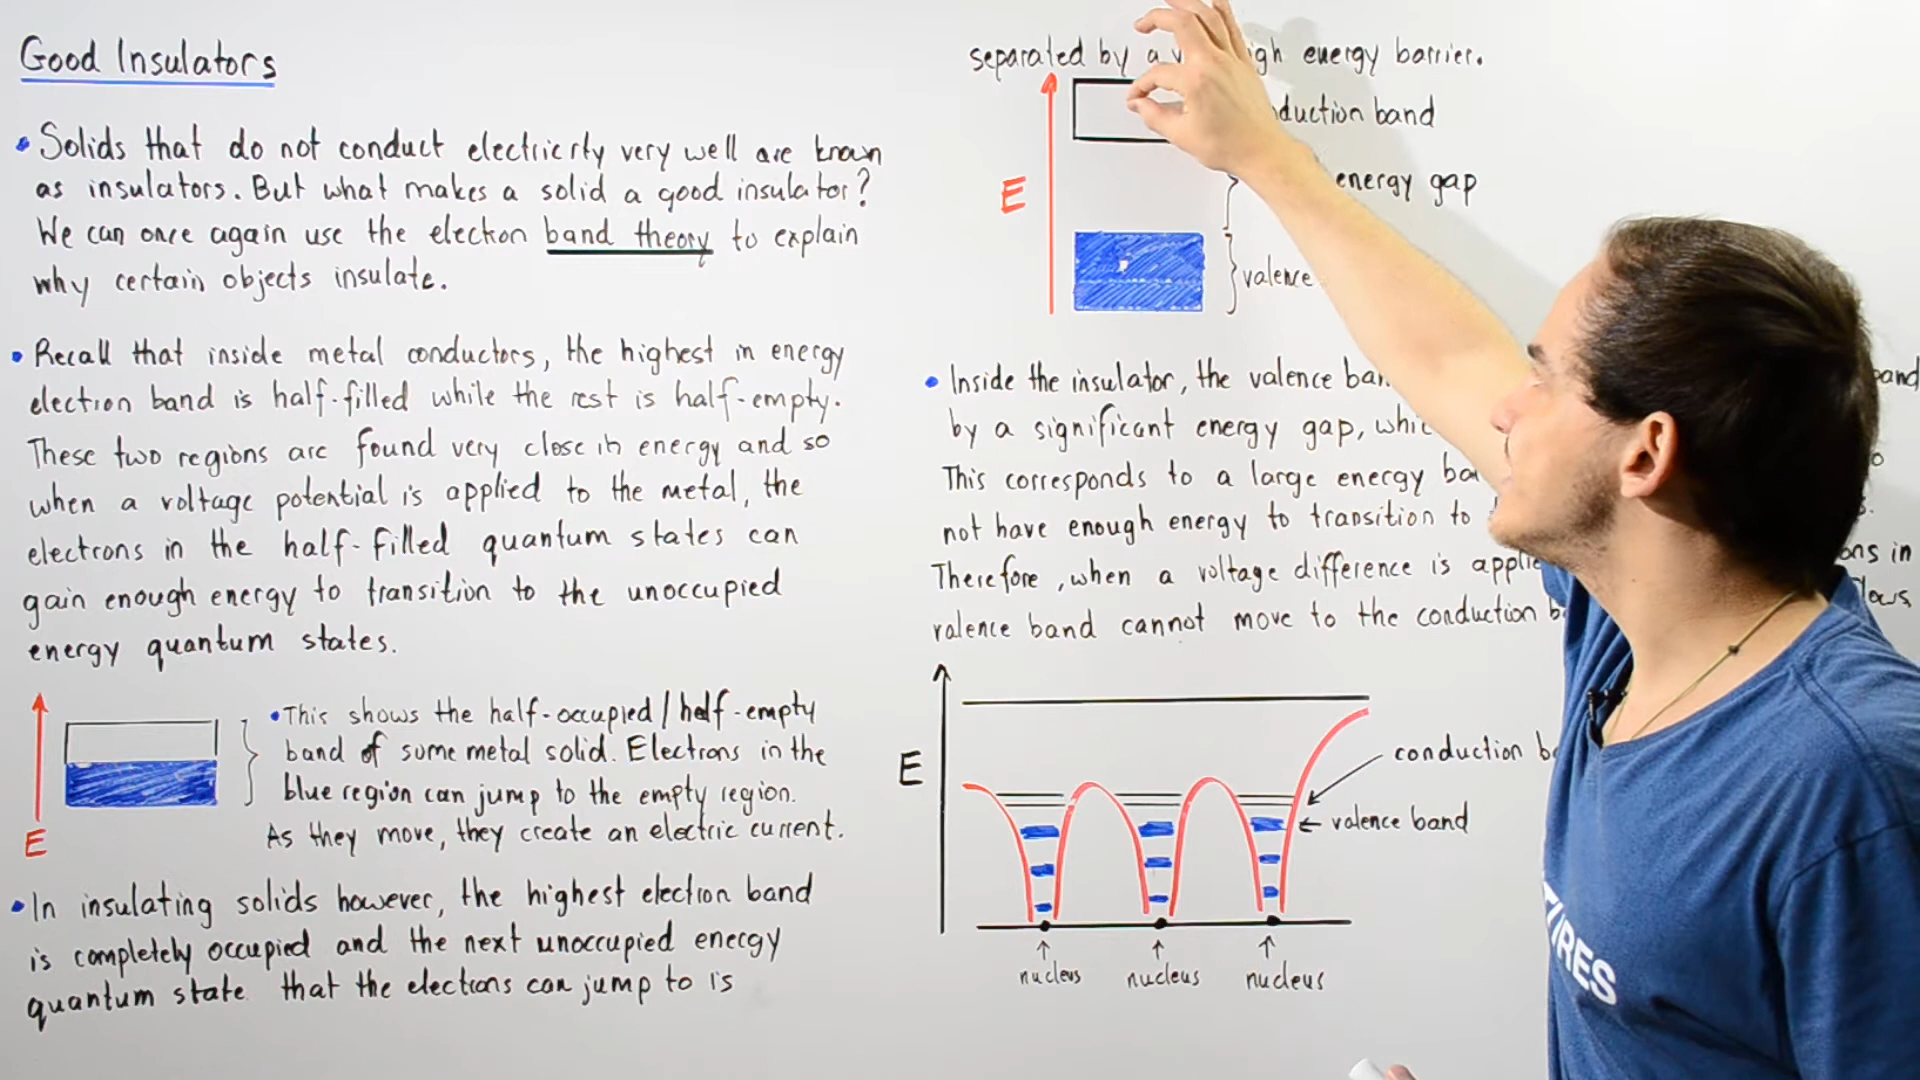 Good Insulators
• Solids that do not conduct electricity very well are known
as insulators. But what makes a solid a good insulator?
We can once again use the electron band theory to explain
why certain objects insulate.
• Recall that inside metal conductors, the highest in energy
electron band is half-filled while the rest is half-empty.
These two regions are found very close in energy and so
when a voltage potential is applied to the metal, the
electrons in the half-filled quantum states can
gain enough energy to transition to the unoccupied
energy quantum states.
E
• This shows the half-occupied/half-empty
band of some metal solid. Electrons in the
blue region can jump to the empty region.
As they move, they create an electric current.
• In insulating solids however, the highest electron band
is completely occupied and the next unoccupied energy
quantum state that the electrons can jump to is
separated by a energy barrier.
band
E
energy gap
valence
• Inside the insulator, the valence
by a significant energy gap,
This corresponds to a large energy
not have enough energy to transition to
Therefore, when a voltage difference is in
valence band cannot move to the conduction
E
conduction
valence band
nucleus nucleus nucleus